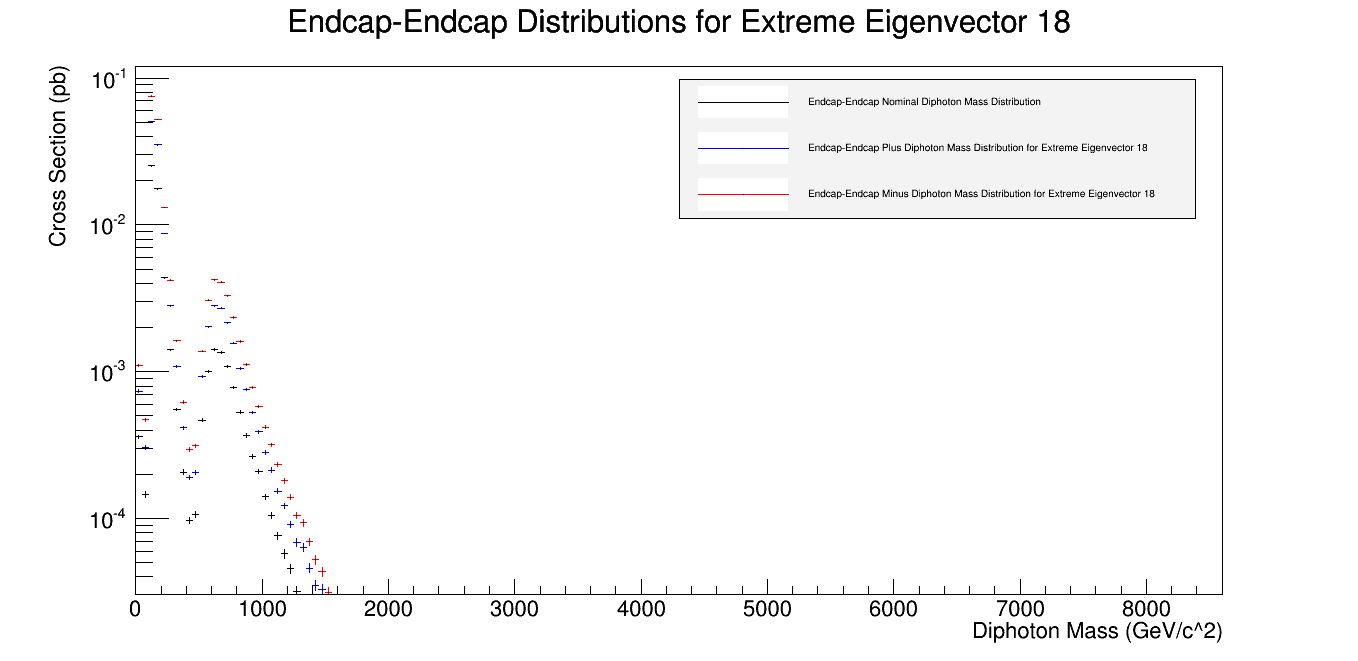 Endcap-Endcap Distributions for Extreme Eigenvector 18
Cross Section (pb)
10^-1
10^-2
10^-3
10^-4
Endcap-Endcap Nominal Diphoton Mass Distribution
Endcap-Endcap Plus Diphoton Mass Distribution for Extreme Eigenvector 18
Endcap-Endcap Minus Diphoton Mass Distribution for Extreme Eigenvector 18
0 1000 2000 3000 4000 5000 6000 7000 8000
Diphoton Mass (GeV/c^2)